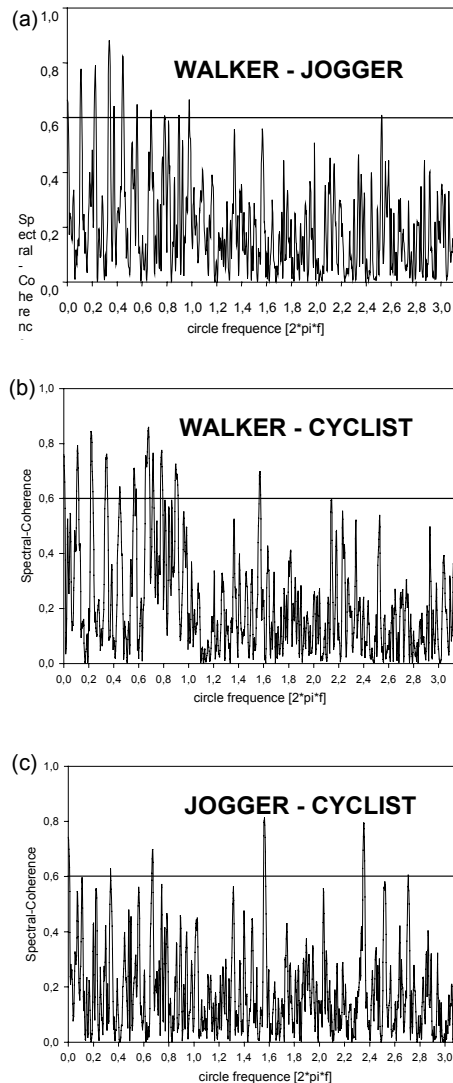 (a)
WALKER - JOGGER
1,0
0,8
0,6
0,4
0,2
0,0
Sp
ect
ral
-
Co
he
renc
-
0,0 0,2 0,4 0,6 0,8 1,0 1,2 1,4 1,6 1,8 2,0 2,2 2,4 2,6 2,8 3,0
circle frequence [2*pi*f]
(b)
WALKER - CYCLIST
1,0
0,8
0,6
0,4
0,2
0,0
Spectral-Coherence
0,0 0,2 0,4 0,6 0,8 1,0 1,2 1,4 1,6 1,8 2,0 2,2 2,4 2,6 2,8 3,0
circle frequence [2*pi*f]
(c)
JOGGER - CYCLIST
1,0
0,8
0,6
0,4
0,2
0,0
Spectral-Coherence
0,0 0,2 0,4 0,6 0,8 1,0 1,2 1,4 1,6 1,8 2,0 2,2 2,4 2,6 2,8 3,0
circle frequence [2*pi*f]